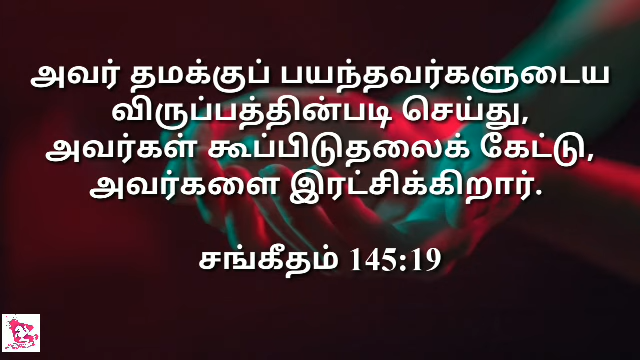 அவர் தமக்குப் பயந்தவர்களுடைய
விருப்பத்தின்படி செய்து,
அவர்கள் கூப்பிடுதலைக் கேட்டு,
அவர்களை இரட்சிக்கிறார்.
சங்கீதம் 145:19